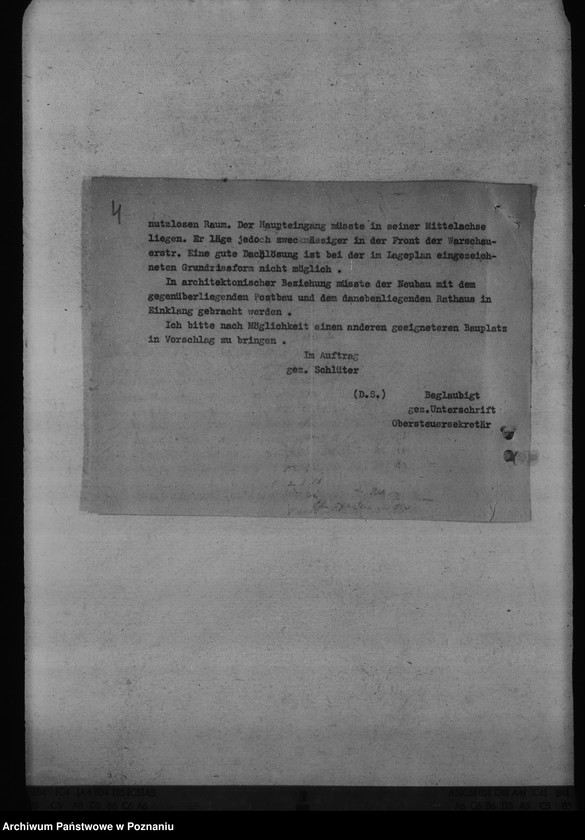 4
nutzlosen Raum. Der Haupteingang müsste in seiner Mittelachse
liegen. Er läge jedoch zweckmässiger in der Front der Warschau-
erstr. Eine gute Dachlösung ist bei der im Lageplan eingezeich-
neten Grundrissform nicht möglich .
In architektonischer Beziehung müsste der Neubau mit dem
gegenüberliegenden Postbau und dem danebenliegenden Rathaus in
Einklang gebracht werden .
Ich bitte nach Möglichkeit einen anderen geeigneteren Bauplatz
in Vorschlag zu bringen .
Im Auftrag
gez. Schlüter
(D.S.) Beglaubigt
gez.Unterschrift
Obersteuersekretär
Archiwum Państwowe w Poznaniu